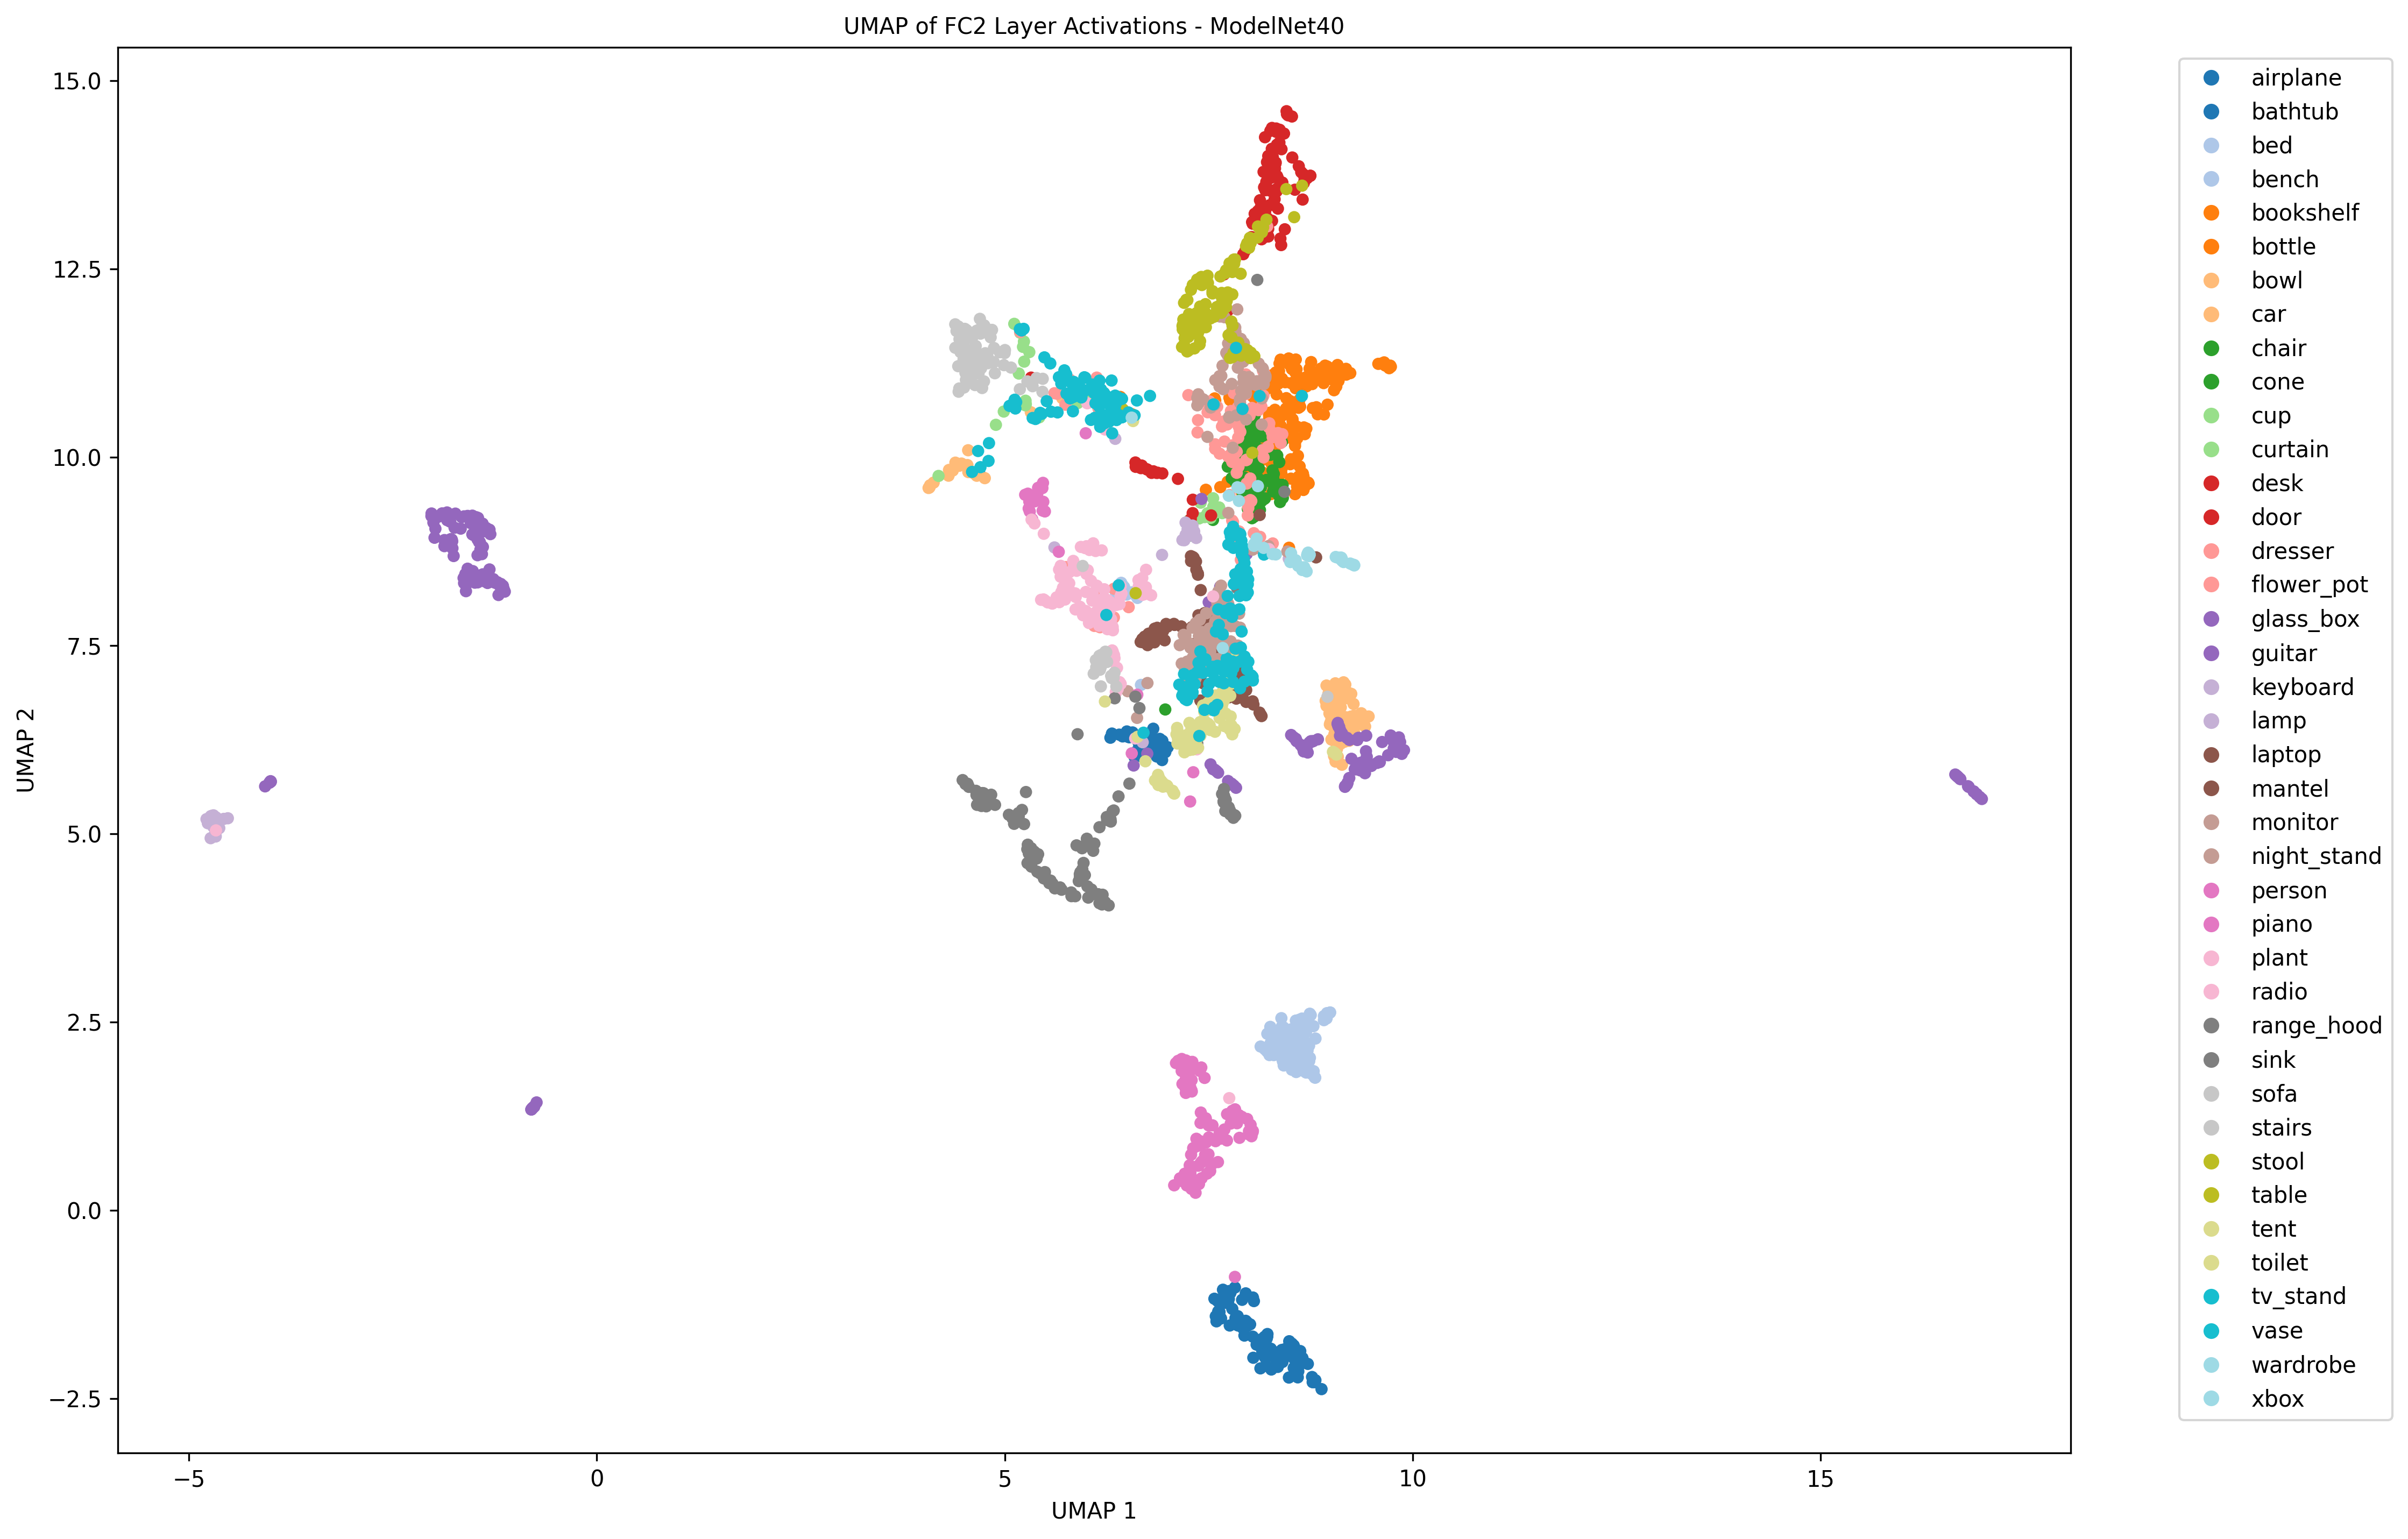 UMAP of FC2 Layer Activations - ModelNet40
15.0
12.5
10.0
7.5
5.0
2.5
0.0
−2.5
UMAP 2
−5
0
5
10
15
UMAP 1
airplane
bathtub
bed
bench
bookshelf
bottle
bowl
car
chair
cone
cup
curtain
desk
door
dresser
flower_pot
glass_box
guitar
keyboard
lamp
laptop
mantel
monitor
night_stand
person
piano
plant
radio
range_hood
sink
sofa
stairs
stool
table
tent
toilet
tv_stand
vase
wardrobe
xbox